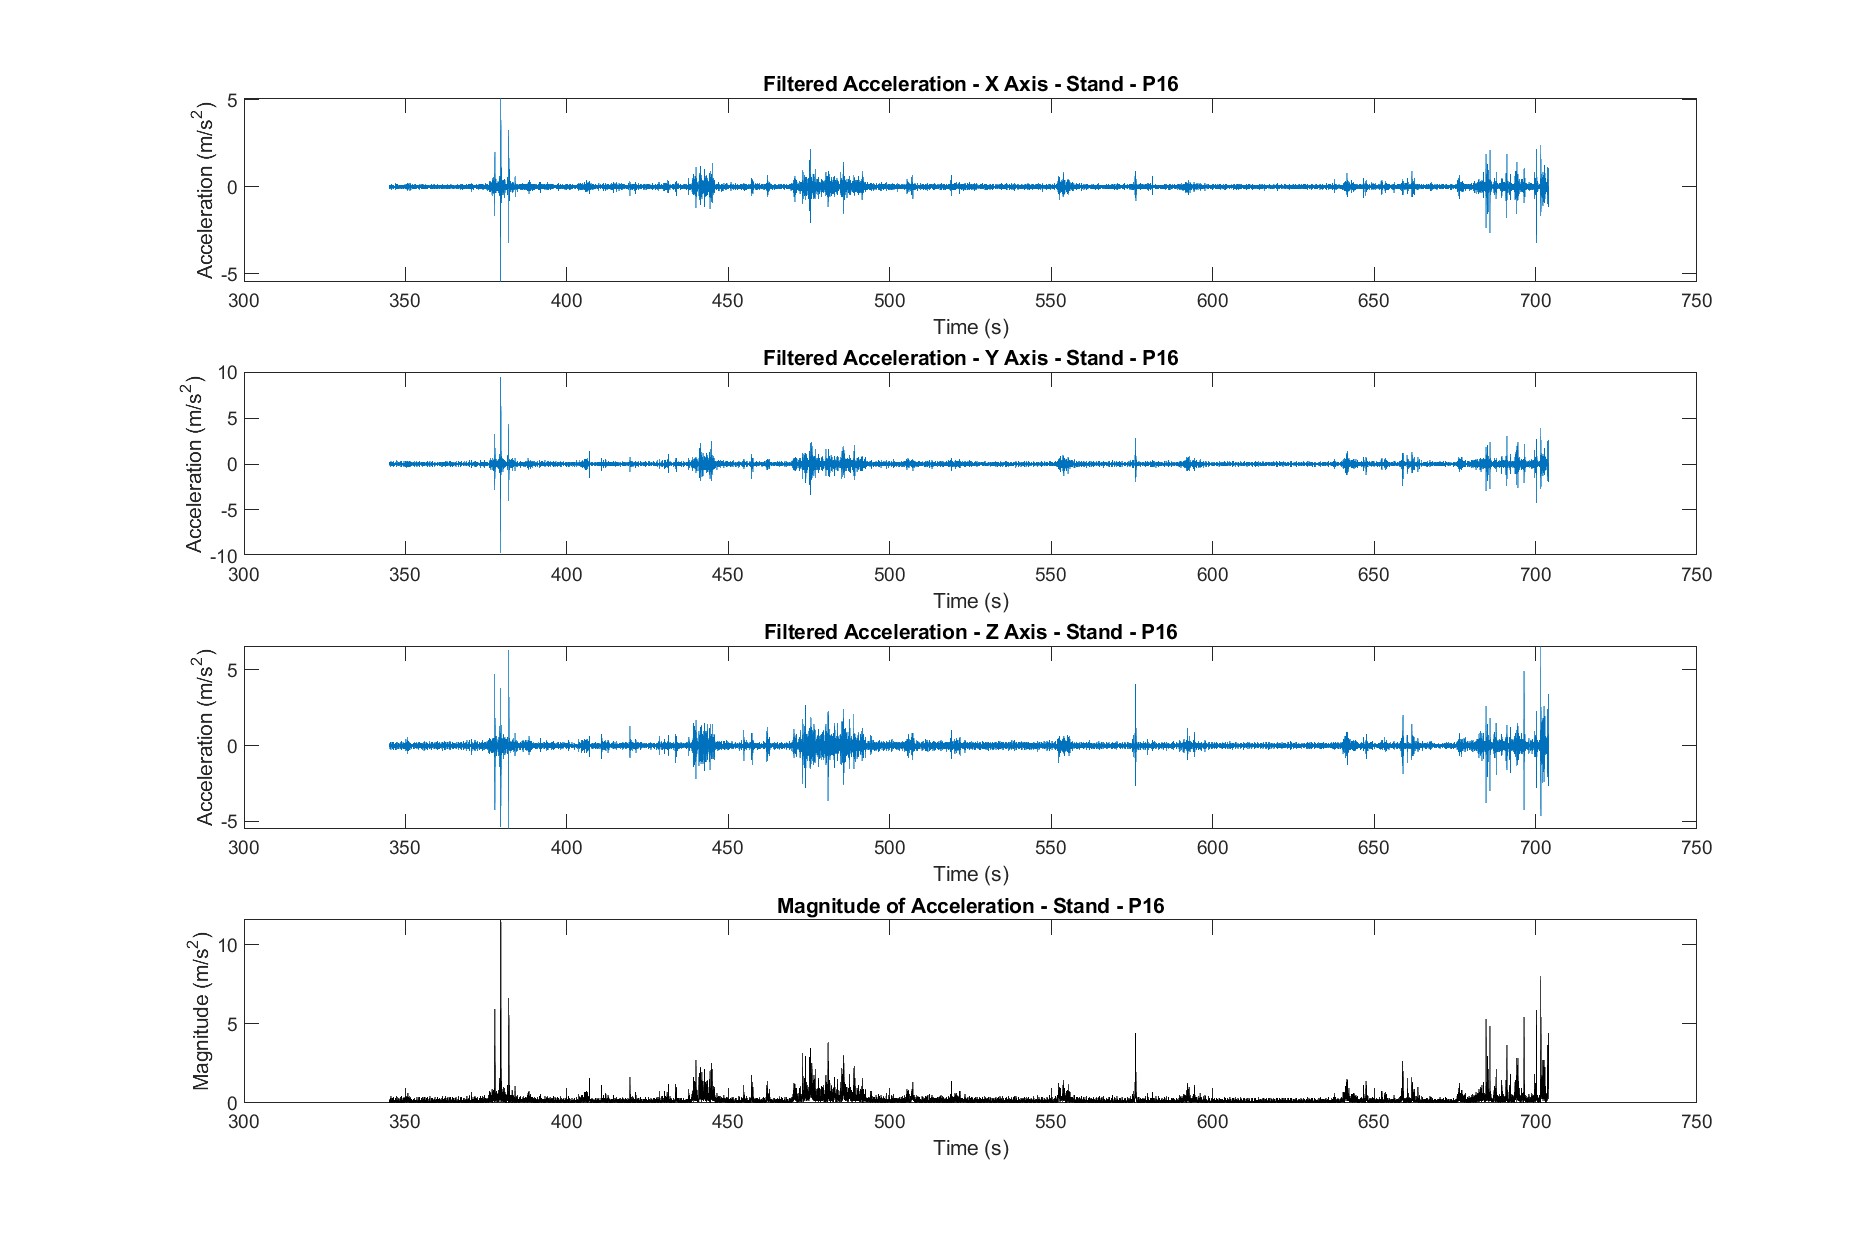 Filtered Acceleration - X Axis - Stand - P16
Acceleration (m/s²)
5
0
-5
300 350 400 450 500 550 600 650 700 750
Time (s)
Filtered Acceleration - Y Axis - Stand - P16
Acceleration (m/s²)
10
5
0
-5
-10
300 350 400 450 500 550 600 650 700 750
Time (s)
Filtered Acceleration - Z Axis - Stand - P16
Acceleration (m/s²)
5
0
-5
300 350 400 450 500 550 600 650 700 750
Time (s)
Magnitude of Acceleration - Stand - P16
Magnitude (m/s²)
10
5
0
300 350 400 450 500 550 600 650 700 750
Time (s)